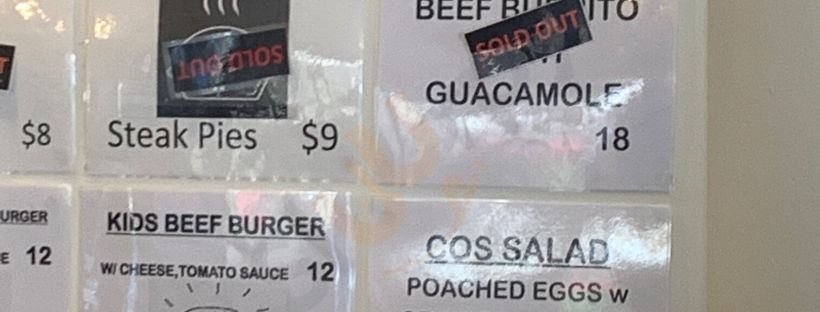 BEEF
SOLD OUT
SOLD OUT
GUACAMOLE
$8
Steak Pies $9
18
KIDS BEEF BURGER
12
W/ CHEESE,TOMATO SAUCE 12
COS SALAD
POACHED EGGS w